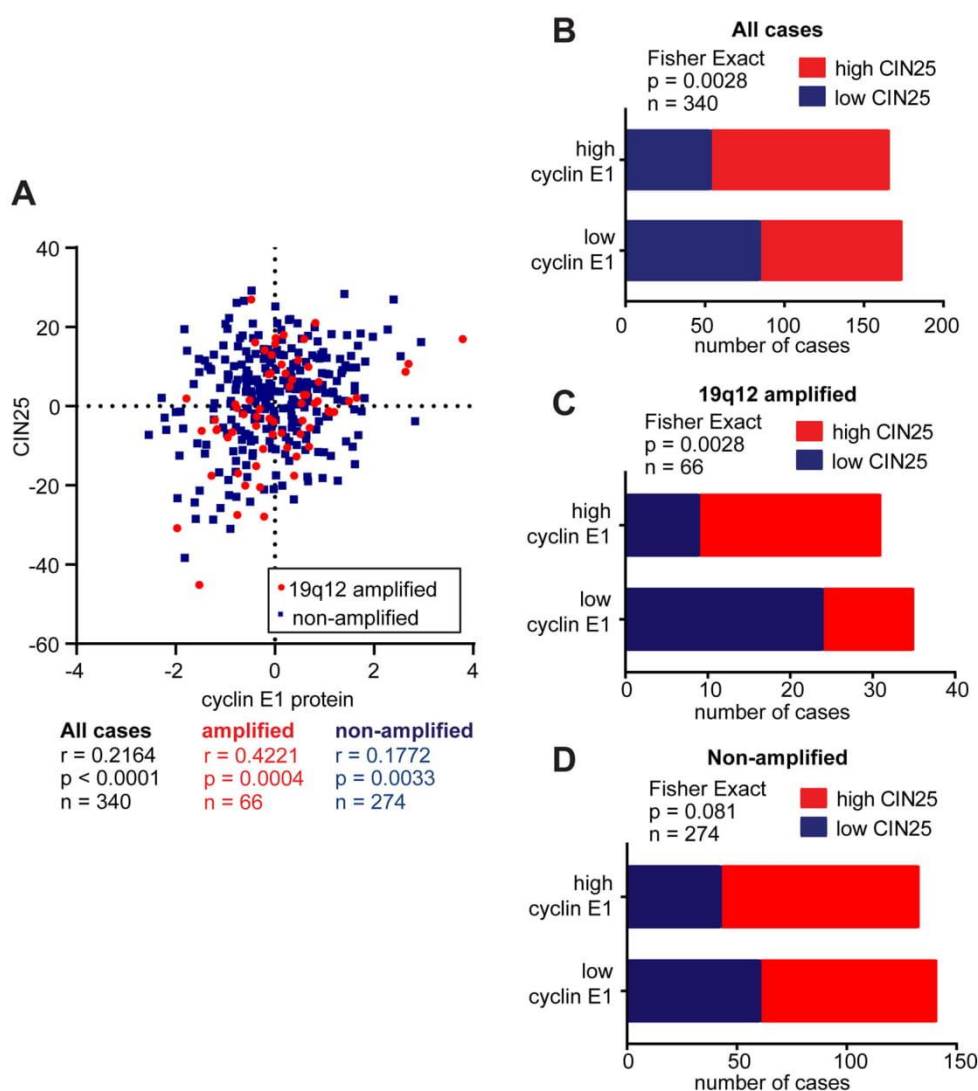 A
40
20
0
-20
-40
-60
CIN25
-4
-2
0
2
4
cyclin E1 protein
19q12 amplified
non-amplified
All cases
r = 0.2164
p < 0.0001
n = 340
amplified
r = 0.4221
p = 0.0004
n = 66
non-amplified
r = 0.1772
p = 0.0033
n = 274
B
All cases
Fisher Exact
p = 0.0028
n = 340
high CIN25
low CIN25
high
cyclin E1
low
cyclin E1
0
50
100
150
200
number of cases
C
19q12 amplified
Fisher Exact
p = 0.0028
n = 66
high CIN25
low CIN25
high
cyclin E1
low
cyclin E1
0
10
20
30
40
number of cases
D
Non-amplified
Fisher Exact
p = 0.081
n = 274
high CIN25
low CIN25
high
cyclin E1
low
cyclin E1
0
50
100
150
number of cases